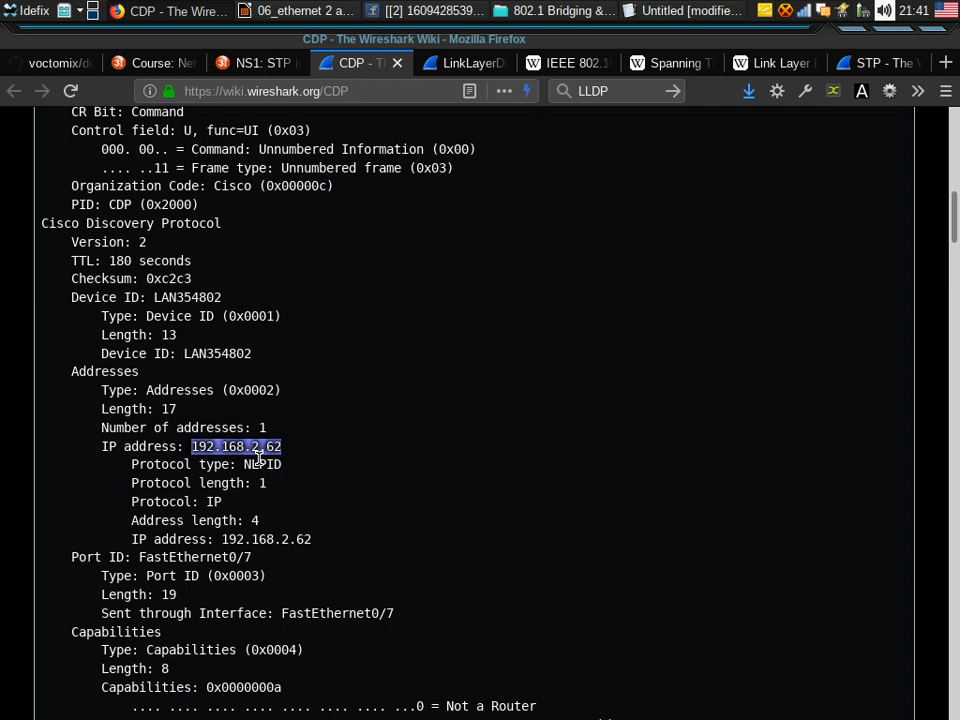 Idefix
CDP - The Wire...
06_ethernet 2 a...
[[2] 1609428539...
802.1 Bridging &...
Untitled [modifie...
21:41
CDP - The Wireshark Wiki - Mozilla Firefox
voctomix/de
Course: Net
NS1: STP i
CDP - T
LinkLayerDi
IEEE 802.1
Spanning T
Link Layer
STP - The W
https://wiki.wireshark.org/CDP
LLDP
CR Bit: Command
Control field: U, func=UI (0x03)
000. 00.. = Command: Unnumbered Information (0x00)
.... ..11 = Frame type: Unnumbered frame (0x03)
Organization Code: Cisco (0x00000c)
PID: CDP (0x2000)
Cisco Discovery Protocol
Version: 2
TTL: 180 seconds
Checksum: 0xc2c3
Device ID: LAN354802
Type: Device ID (0x0001)
Length: 13
Device ID: LAN354802
Addresses
Type: Addresses (0x0002)
Length: 17
Number of addresses: 1
IP address: 192.168.2.62
Protocol type: NLPID
Protocol length: 1
Protocol: IP
Address length: 4
IP address: 192.168.2.62
Port ID: FastEthernet0/7
Type: Port ID (0x0003)
Length: 19
Sent through Interface: FastEthernet0/7
Capabilities
Type: Capabilities (0x0004)
Length: 8
Capabilities: 0x0000000a
.... .... .... .... .... .... .... ...0 = Not a Router